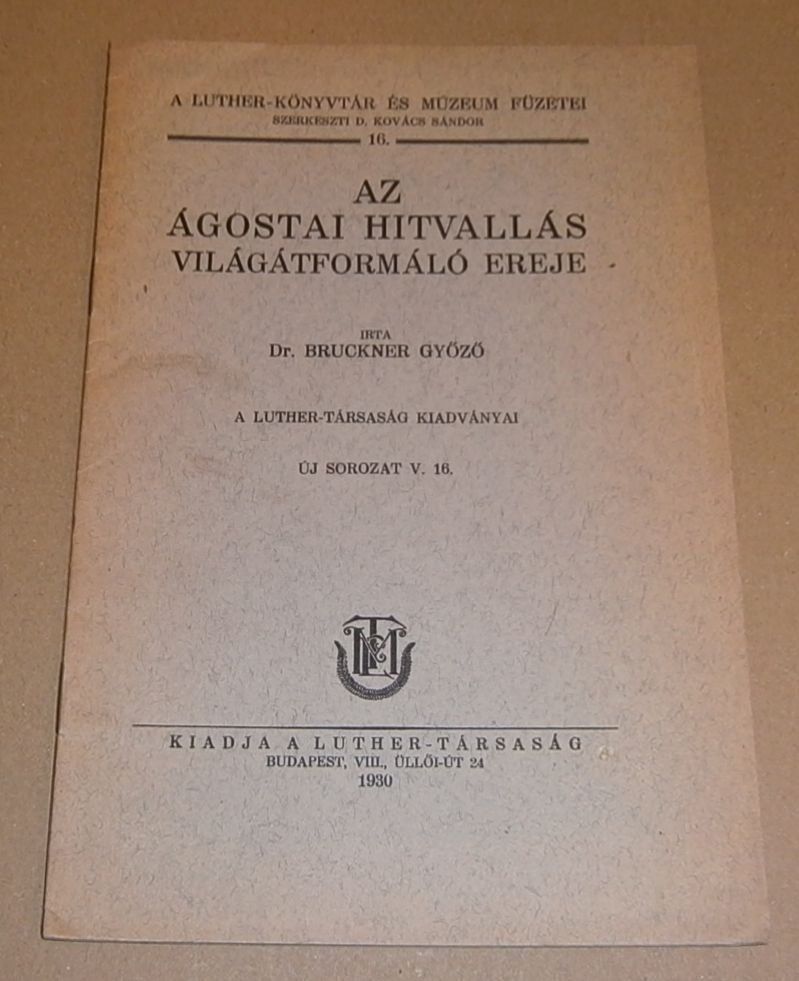 A LUTHER-KÖNYVTÁR ÉS MÚZEUM FÜZETEI
SZERKESZTI D. KOVÁCS SÁNDOR
16.
AZ
ÁGOSTAI HITVALLÁS
VILÁGÁTFORMÁLÓ EREJE
IRTA
Dr. BRUCKNER GYŐZŐ
A LUTHER-TÁRSASÁG KIADVÁNYAI
ÚJ SOROZAT V. 16.
KIADJA A LUTHER-TÁRSASÁG
BUDAPEST, VIII., ÜLLŐI-ÚT 24
1930